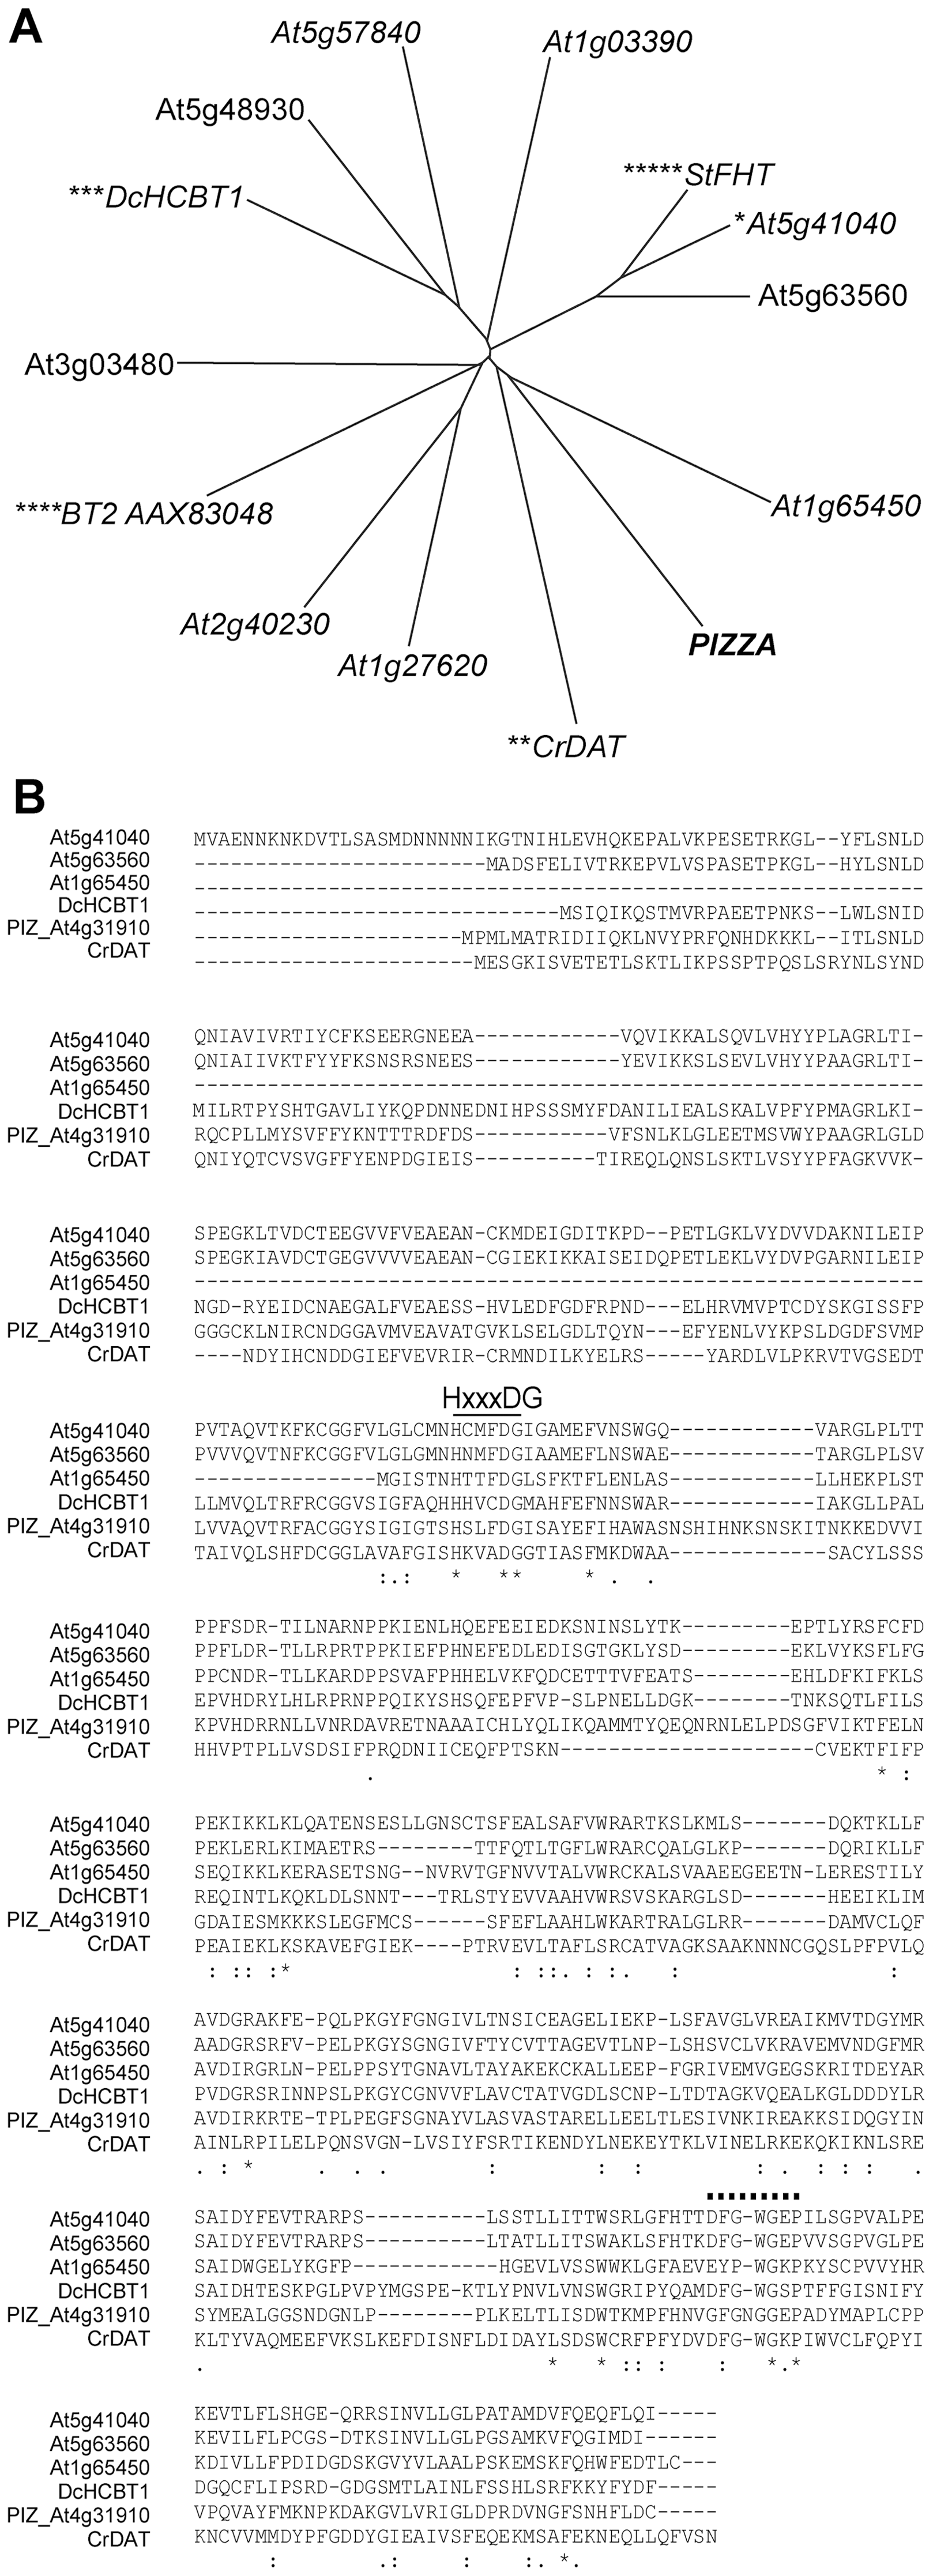 A
At5g57840
At1g03390
At5g48930
*****StFHT
***DcHCBT1
*At5g41040
At5g63560
At3g03480
At1g65450
****BT2 AAX83048
At2g40230
PIZZA
At1g27620
**CrDAT
B
At5g41040 MVAENNKNKDVTLSASMDNNNNNIKGTNIHLEVHQKEPALVKPESETRKGL--YFLSNLD
At5g63560 ------------------------MADSFELIVTRKEPVLVSPASETPKGL--HYLSNLD
At1g65450 ------------------------------------------------------------
DcHCBT1 ------------------------------MSIQIKQSTMVRPAEETPNKS--LWLSNID
PIZ_At4g31910 ----------------------MPMLMATRIDIIQKLNVYPRFQNHDKKKL--ITLSNLD
CrDAT -----------------------MESGKISVETETLSKTLIKPSSPTPQSLSRYNLSYND
At5g41040 QNIAVIVRTIYCFKSEERGNEEA------------VQVIKKALSQVLVHYYPLAGRLTI-
At5g63560 QNIAIIVKTFYYFKSNSRSNEES------------YEVIKKSLSEVLVHYYPAAGRLTI-
At1g65450 ------------------------------------------------------------
DcHCBT1 MILRTPYSHTGAVLIYKQPDNNEDNIHPSSSMYFDANILIEALSKALVPFYPMAGRLKI-
PIZ_At4g31910 RQCPLLMYSVFFYKNTTTRDFDS-----------VFSNLKLGLEETMSVWYPAAGRLGLD
CrDAT QNIYQTCVSVGFFYENPDGIEIS----------TIREQLQNSLSKTLVSYYPFAGKVVK-
At5g41040 SPEGKLTVDCTEEGVVFVEAEAN-CKMDEIGDITKPD--PETLGKLVYDVVDAKNILEIP
At5g63560 SPEGKIAVDCTGEGVVVVEAEAN-CGIEKIKKAISEIDQPETLEKLVYDVPGARNILEIP
At1g65450 ------------------------------------------------------------
DcHCBT1 NGD-RYEIDCNAEGALFVEAESS-HVLEDFGDFRPND---ELHRVMVPTCDYSKGISSFP
PIZ_At4g31910 GGGCKLNIRCNDGGAVMVEAVATGVKLSELGDLTQYN---EFYENLVYKPSLDGDFSVMP
CrDAT ----NDYIHCNDDGIEFVEVRIR-CRMNDILKYELRS-----YARDLVLPKRVTVGSEDT
HxxxDG
At5g41040 PVTAQVTKFKCGGFVLGLCMNHCMFDGIGAMEFVNSWGQ------------VARGLPLTT
At5g63560 PVVVQVTNFKCGGFVLGLGMNHNMFDGIAAMEFLNSWAE------------TARGLPLSV
At1g65450 ---------------MGISTNHTTFDGLSFKTFLENLAS------------LLHEKPLST
DcHCBT1 LLMVQLTRFRCGGVSIGFAQHHHVCDGMAHFEFNNSWAR------------IAKGLLPAL
PIZ_At4g31910 LVVAQVTRFACGGYSIGIGTSHSLFDGISAYEFIHAWASNSHIHNKSNSKITNKKEDVVI
CrDAT TAIVQLSHFDCGGLAVAFGISHKVADGGTIASFMKDWAA-------------SACYLSSS
:.: * ** * . .
At5g41040 PPFSDR-TILNARNPPKIENLHQEFEEIEDKSNINSLYTK---------EPTLYRSFCFD
At5g63560 PPFLDR-TLLRPRTPPKIEFPHNEFEDLEDISGTGKLYSD---------EKLVYKSFLFG
At1g65450 PPCNDR-TLLKARDPPSVAFPHHELVKFQDCETTTVFEATS--------EHLDFKIFKLS
DcHCBT1 EPVHDRYLHLRPRNPPQIKYSHSQFEPFVP-SLPNELLDGK--------TNKSQTLFILS
PIZ_At4g31910 KPVHDRRNLLVNRDAVRETNAAAICHLYQLIKQAMMTYQEQNRNLELPDSGFVIKTFELN
CrDAT HHVPTPLLVSDSIFPRQDNIICEQFPTSKN---------------------CVEKTFIFP
. * :
At5g41040 PEKIKKLKLQATENSESLLGNSCTSFEALSAFVWRARTKSLKMLS-------DQKTKLLF
At5g63560 PEKLERLKIMAETRS--------TTFQTLTGFLWRARCQALGLKP-------DQRIKLLF
At1g65450 SEQIKKLKERASETSNG--NVRVTGFNVVTALVWRCKALSVAAEEGEETN-LERESTILY
DcHCBT1 REQINTLKQKLDLSNNT---TRLSTYEVVAAHVWRSVSKARGLSD-------HEEIKLIM
PIZ_At4g31910 GDAIESMKKKSLEGFMCS------SFEFLAAHLWKARTRALGLRR-------DAMVCLQF
CrDAT PEAIEKLKSKAVEFGIEK----PTRVEVLTAFLSRCATVAGKSAAKNNNCGQSLPFPVLQ
: :: :* : ::. : :. : :
At5g41040 AVDGRAKFE-PQLPKGYFGNGIVLTNSICEAGELIEKP-LSFAVGLVREAIKMVTDGYMR
At5g63560 AADGRSRFV-PELPKGYSGNGIVFTYCVTTAGEVTLNP-LSHSVCLVKRAVEMVNDGFMR
At1g65450 AVDIRGRLN-PELPPSYTGNAVLTAYAKEKCKALLEEP-FGRIVEMVGEGSKRITDEYAR
DcHCBT1 PVDGRSRINNPSLPKGYCGNVVFLAVCTATVGDLSCNP-LTDTAGKVQEALKGLDDDYLR
PIZ_At4g31910 AVDIRKRTE-TPLPEGFSGNAYVLASVASTARELLEELTLESIVNKIREAKKSIDQGYIN
CrDAT AINLRPILELPQNSVGN-LVSIYFSRTIKENDYLNEKEYTKLVINELRKEKQKIKNLSRE
. : * . . . : : : : . : : : .
At5g41040 SAIDYFEVTRARPS----------LSSTLLITTWSRLGFHTTDFG-WGEPILSGPVALPE
At5g63560 SAIDYFEVTRARPS----------LTATLLITSWAKLSFHTKDFG-WGEPVVSGPVGLPE
At1g65450 SAIDWGELYKGFP------------HGEVLVSSWWKLGFAEVEYP-WGKPKYSCPVVYHR
DcHCBT1 SAIDHTESKPGLPVPYMGSPE-KTLYPNVLVNSWGRIPYQAMDFG-WGSPTFFGISNIFY
PIZ_At4g31910 SYMEALGGSNDGNLP--------PLKELTLISDWTKMPFHNVGFGNGGEPADYMAPLCPP
CrDAT KLTYVAQMEEFVKSLKEFDISNFLDIDAYLSDSWCRFPFYDVDFG-WGKPIWVCLFQPYI
. * * :: : : *.*
At5g41040 KEVTLFLSHGE-QRRSINVLLGLPATAMDVFQEQFLQI-----
At5g63560 KEVILFLPCGS-DTKSINVLLGLPGSAMKVFQGIMDI------
At1g65450 KDIVLLFPDIDGDSKGVYVLAALPSKEMSKFQHWFEDTLC---
DcHCBT1 DGQCFLIPSRD-GDGSMTLAINLFSSHLSRFKKYFYDF-----
PIZ_At4g31910 VPQVAYFMKNPKDAKGVLVRIGLDPRDVNGFSNHFLDC-----
CrDAT KNCVVMMDYPFGDDYGIEAIVSFEQEKMSAFEKNEQLLQFVSN
: .: : :. *.